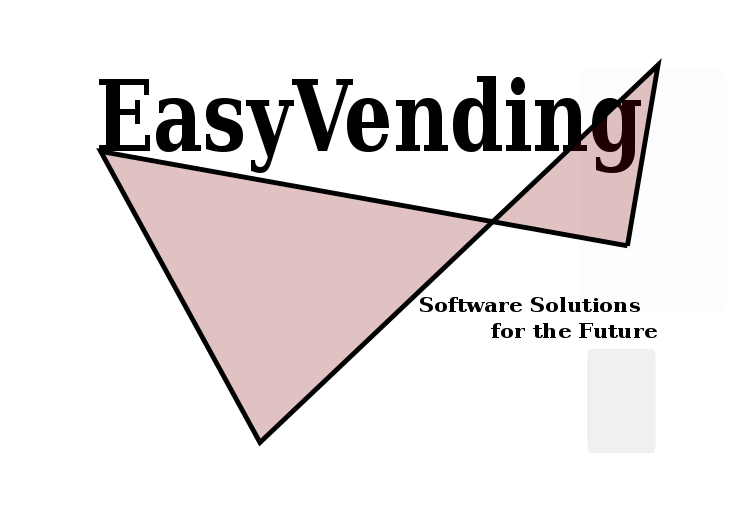 EasyVending
Software Solutions
for the Future